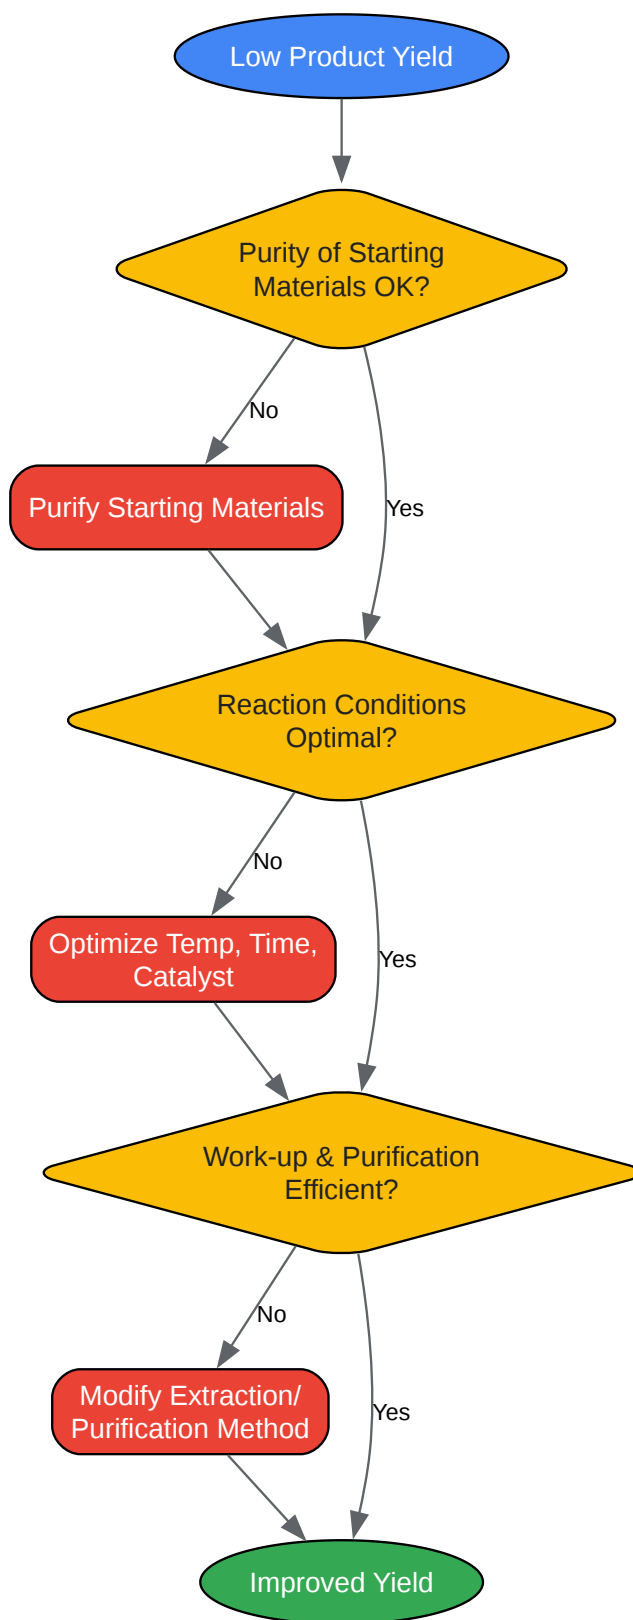 Low Product Yield
Purity of Starting
Materials OK?
No
Yes
Purify Starting Materials
Reaction Conditions
Optimal?
No
Yes
Optimize Temp, Time,
Catalyst
Work-up & Purification
Efficient?
No
Yes
Modify Extraction/
Purification Method
Improved Yield